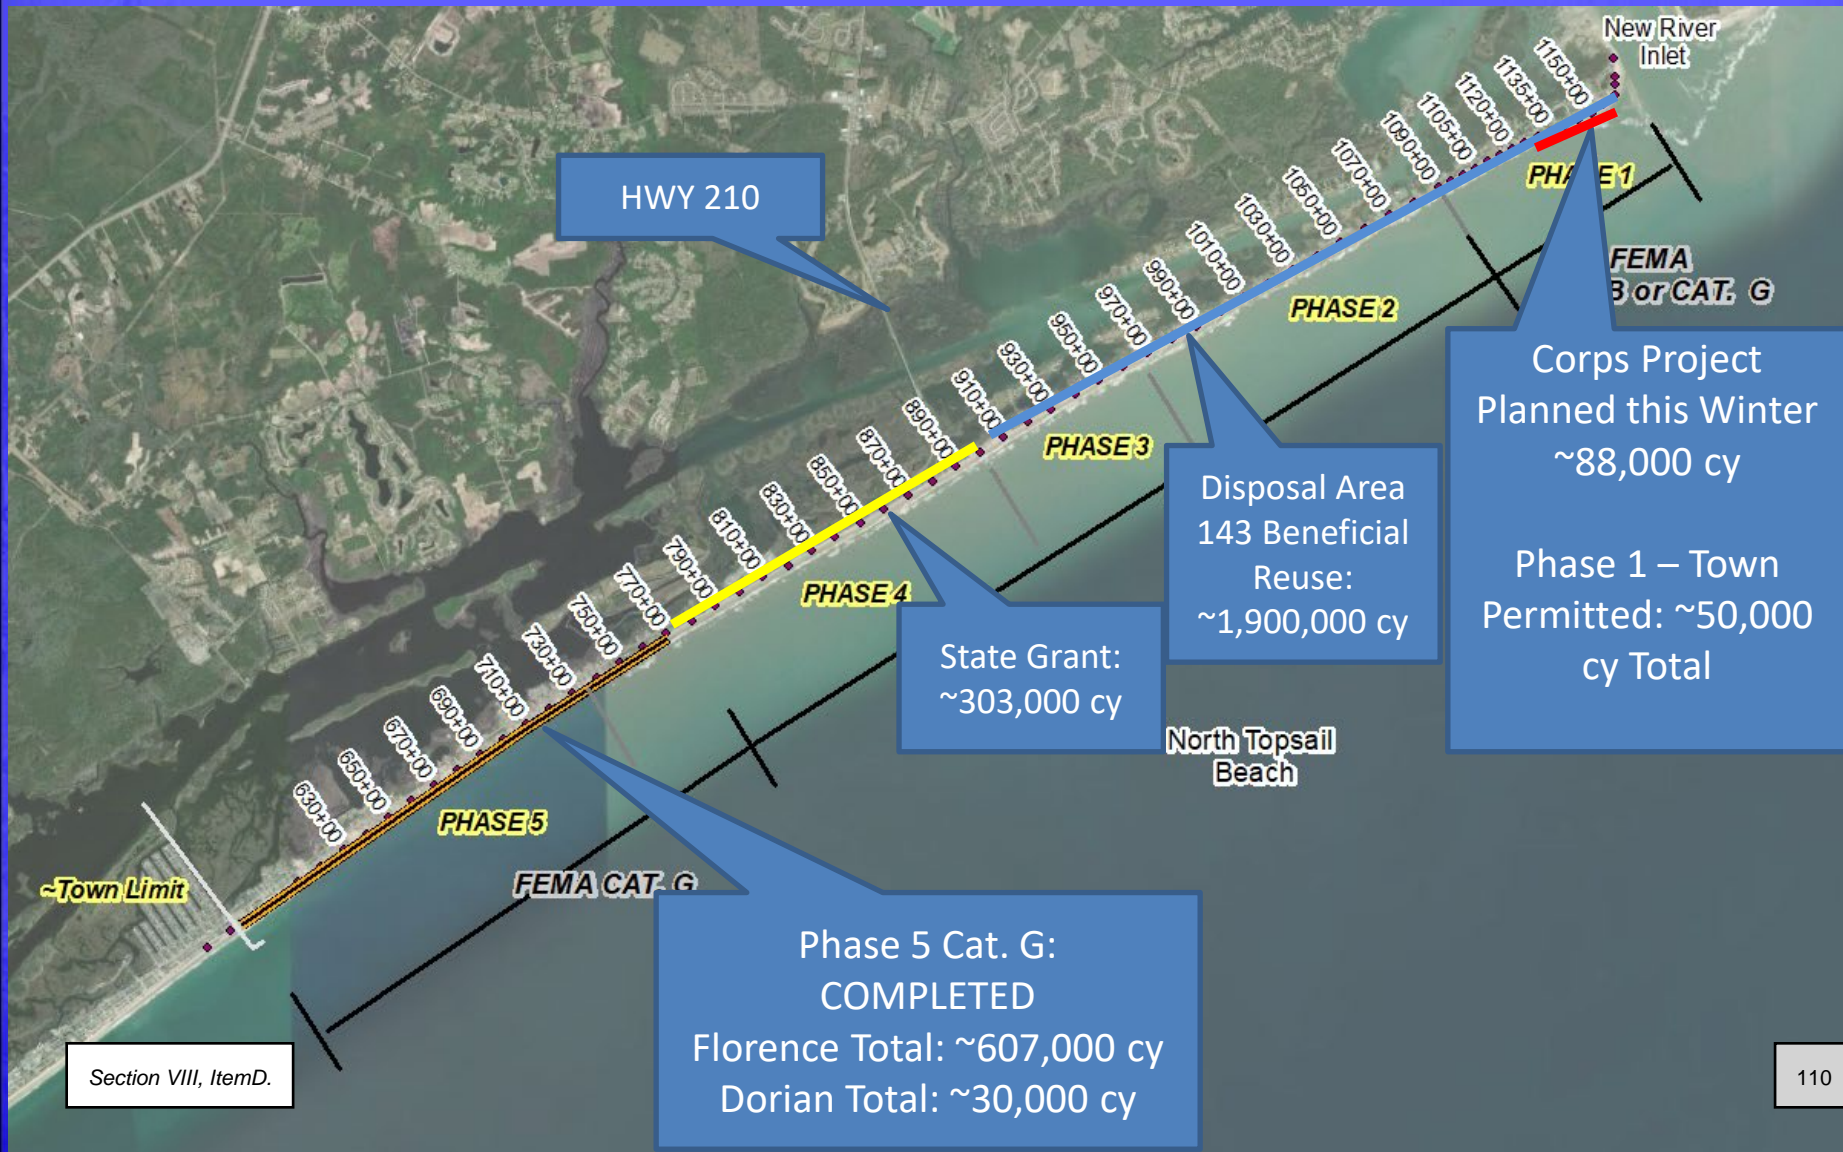 New River
Inlet
1150+00
1135+00
1120+00
1105+00
1090+00
1070+00
1050+00
1030+00
1010+00
990+00
970+00
950+00
930+00
910+00
890+00
870+00
850+00
830+00
810+00
790+00
770+00
750+00
730+00
710+00
690+00
670+00
650+00
630+00
HWY 210
PHA E 1
PHASE 2
PHASE 3
PHASE 4
PHASE 5
FEMA
B or CAT. G
Corps Project
Planned this Winter
~88,000 cy
Phase 1 – Town
Permitted: ~50,000
cy Total
Disposal Area
143 Beneficial
Reuse:
~1,900,000 cy
State Grant:
~303,000 cy
North Topsail
Beach
~Town Limit
FEMA CAT. G
Phase 5 Cat. G:
COMPLETED
Florence Total: ~607,000 cy
Dorian Total: ~30,000 cy
Section VIII, ItemD.
110